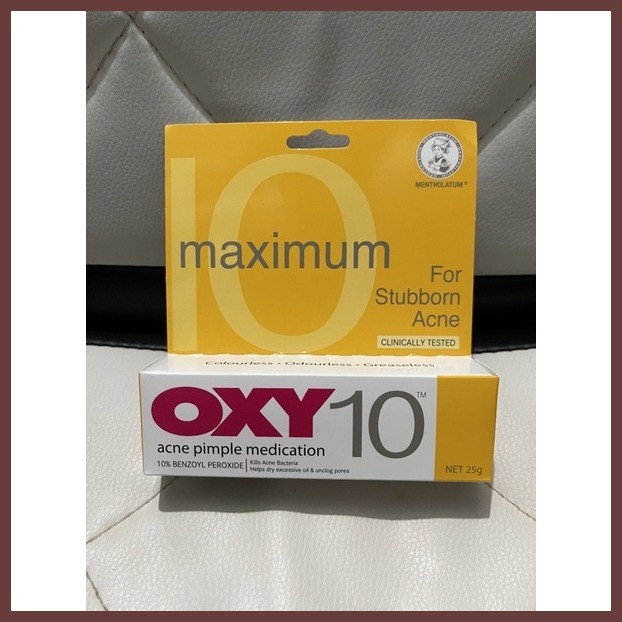 10
MENTHOLATUM®
maximum
For
Stubborn
Acne
CLINICALLY TESTED
Colourless • Odourless • Greaseless
OXY10™
acne pimple medication
10% BENZOYL PEROXIDE
Kills Acne Bacteria
Helps dry excessive oil & unclog pores
NET 25g